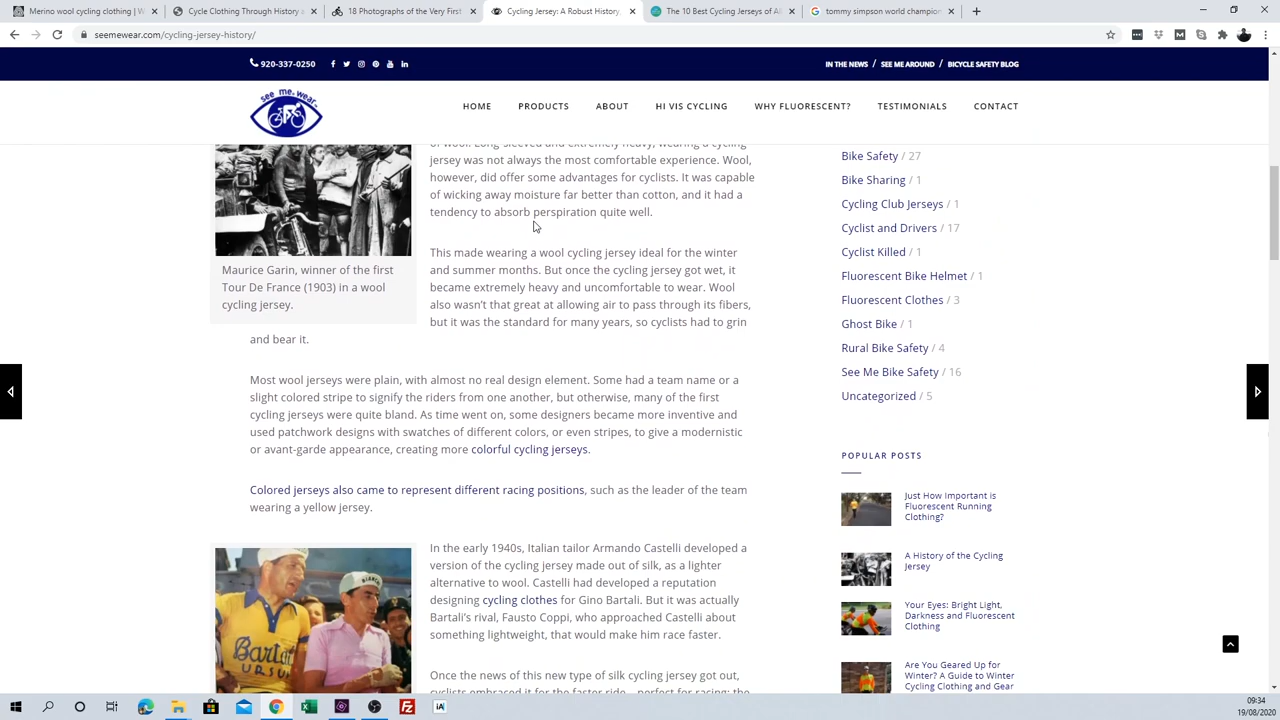 Merino wool clothing | W
Cycle Clothing Through History a
18 Photographs of the Very First
Cycling Jersey: A Robust History,
The 10 Best Cycling Jerseys of Al
tommy simpson world champion
seemewear.com/cycling-jersey-history/
920-337-0250
IN THE NEWS / SEE ME AROUND / BICYCLE SAFETY BLOG
see me wear
HOME PRODUCTS ABOUT HI VIS CYCLING WHY FLUORESCENT? TESTIMONIALS CONTACT
of wool. Long-sleeved and extremely heavy, wearing a cycling
jersey was not always the most comfortable experience. Wool,
however, did offer some advantages for cyclists. It was capable
of wicking away moisture far better than cotton, and it had a
tendency to absorb perspiration quite well.
Maurice Garin, winner of the first
Tour De France (1903) in a wool
cycling jersey.
This made wearing a wool cycling jersey ideal for the winter
and summer months. But once the cycling jersey got wet, it
became extremely heavy and uncomfortable to wear. Wool
also wasn't that great at allowing air to pass through its fibers,
but it was the standard for many years, so cyclists had to grin
and bear it.
Most wool jerseys were plain, with almost no real design element. Some had a team name or a
slight colored stripe to signify the riders from one another, but otherwise, many of the first
cycling jerseys were quite bland. As time went on, some designers became more inventive and
used patchwork designs with swatches of different colors, or even stripes, to give a modernistic
or avant-garde appearance, creating more colorful cycling jerseys.
Colored jerseys also came to represent different racing positions, such as the leader of the team
wearing a yellow jersey.
In the early 1940s, Italian tailor Armando Castelli developed a
version of the cycling jersey made out of silk, as a lighter
alternative to wool. Castelli had developed a reputation
designing cycling clothes for Gino Bartali. But it was actually
Bartali's rival, Fausto Coppi, who approached Castelli about
something lightweight, that would make him race faster.
Once the news of this new type of silk cycling jersey got out,
cyclists embraced it for the faster ride – perfect for racing; the
Bartali
URSUS
Bike Safety / 27
Bike Sharing / 1
Cycling Club Jerseys / 1
Cyclist and Drivers / 17
Cyclist Killed / 1
Fluorescent Bike Helmet / 1
Fluorescent Clothes / 3
Ghost Bike / 1
Rural Bike Safety / 4
See Me Bike Safety / 16
Uncategorized / 5
POPULAR POSTS
Just How Important is
Fluorescent Running
Clothing?
A History of the Cycling
Jersey
Your Eyes: Bright Light,
Darkness and Fluorescent
Clothing
Are You Geared Up for
Winter? A Guide to Winter
Cycling Clothing and Gear
09:34
19/08/2020